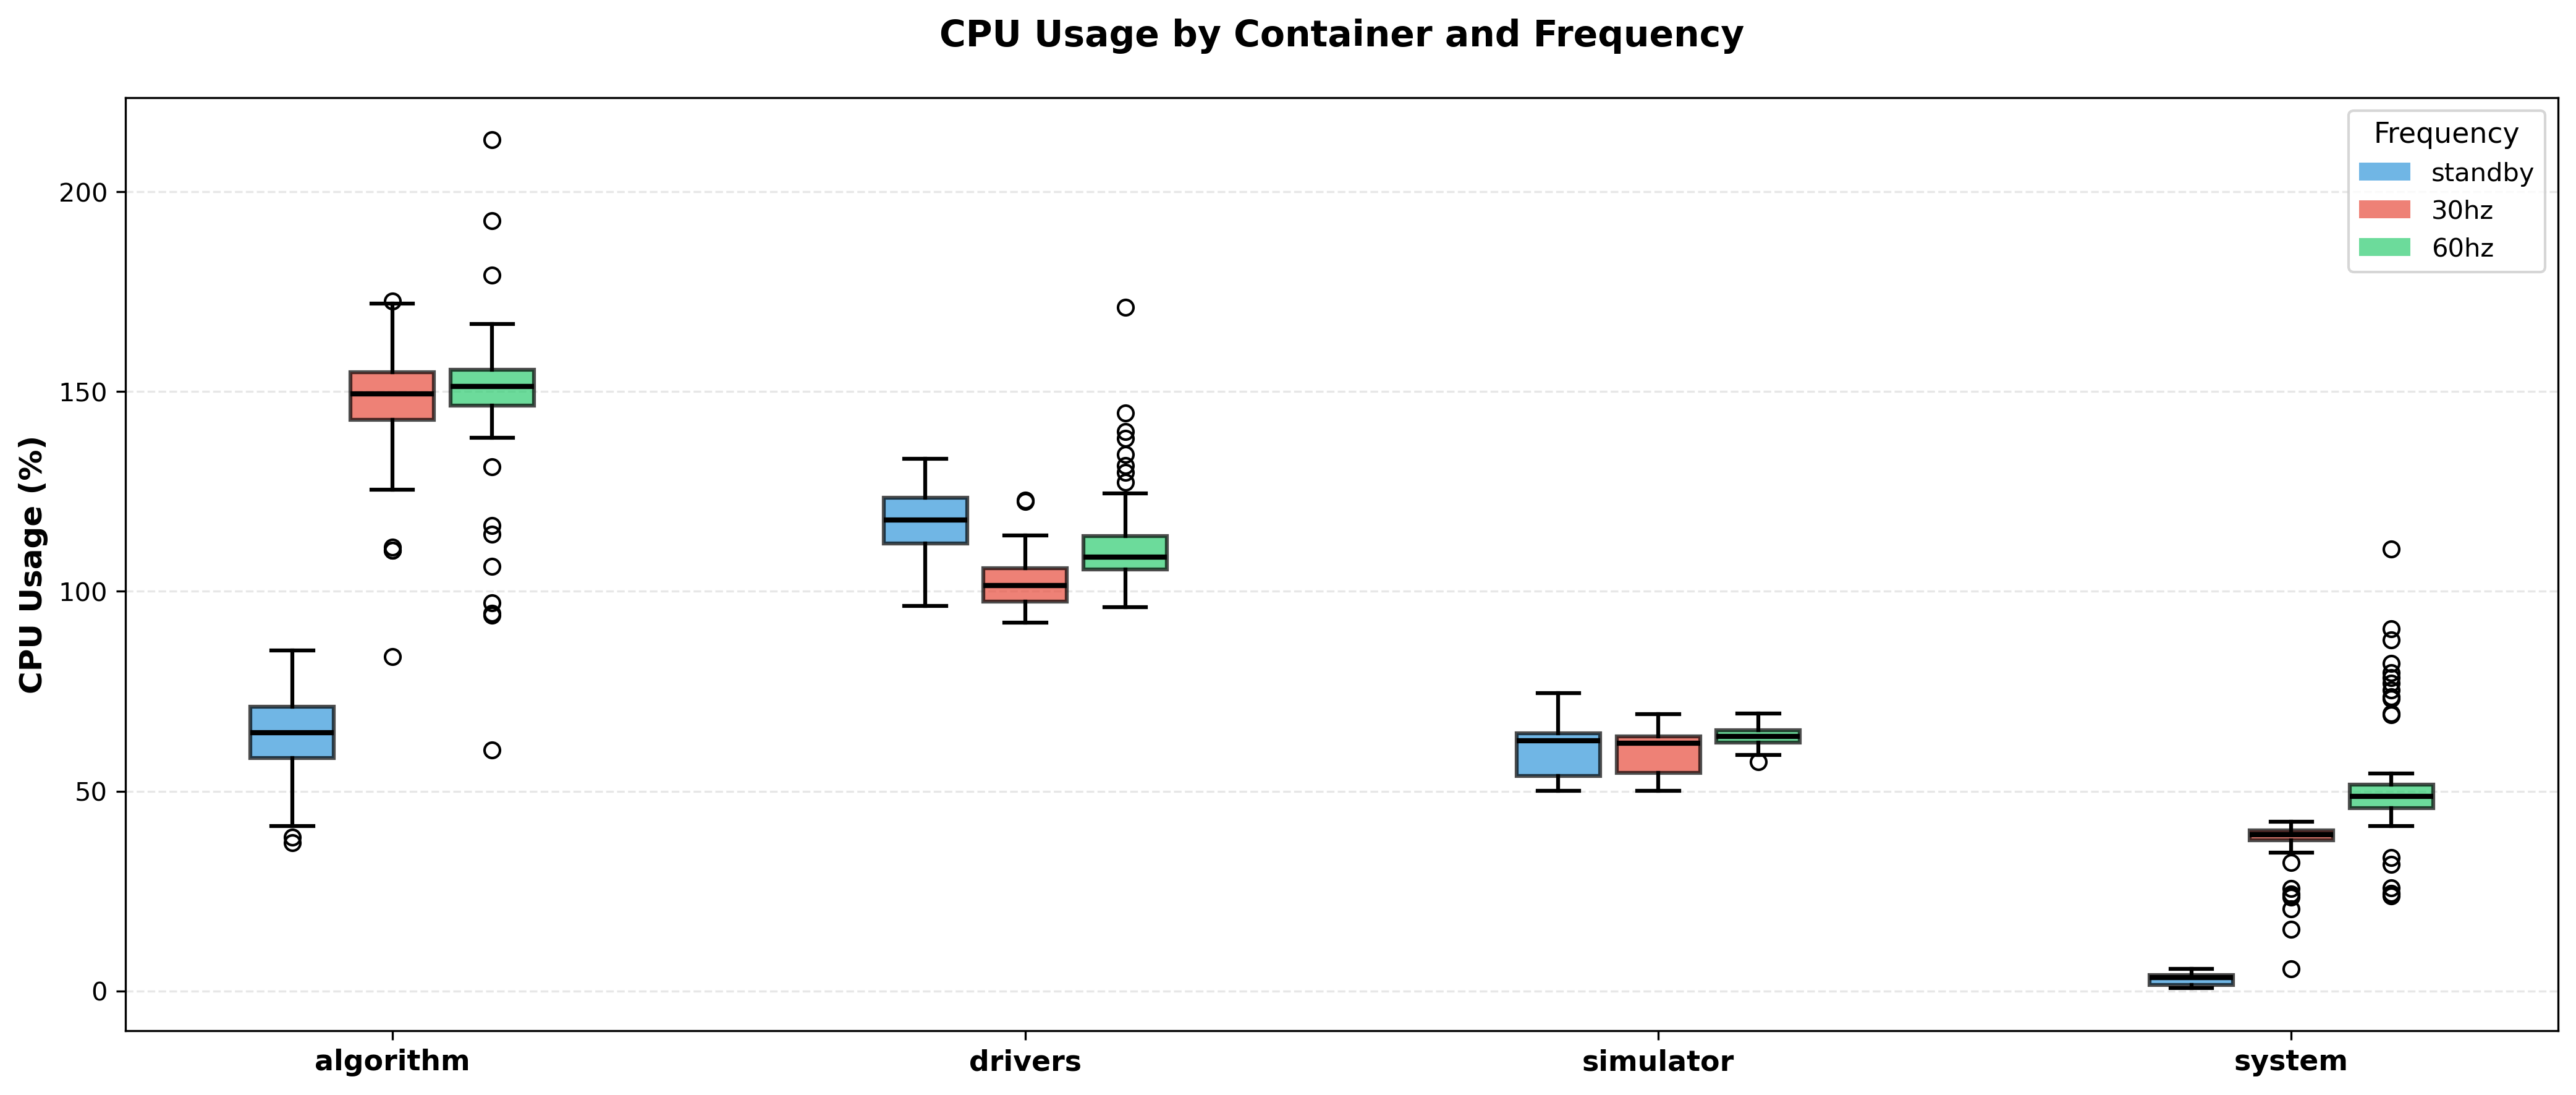 CPU Usage by Container and Frequency
Frequency
standby
30hz
60hz
CPU Usage (%)
200
150
100
50
0
algorithm
drivers
simulator
system